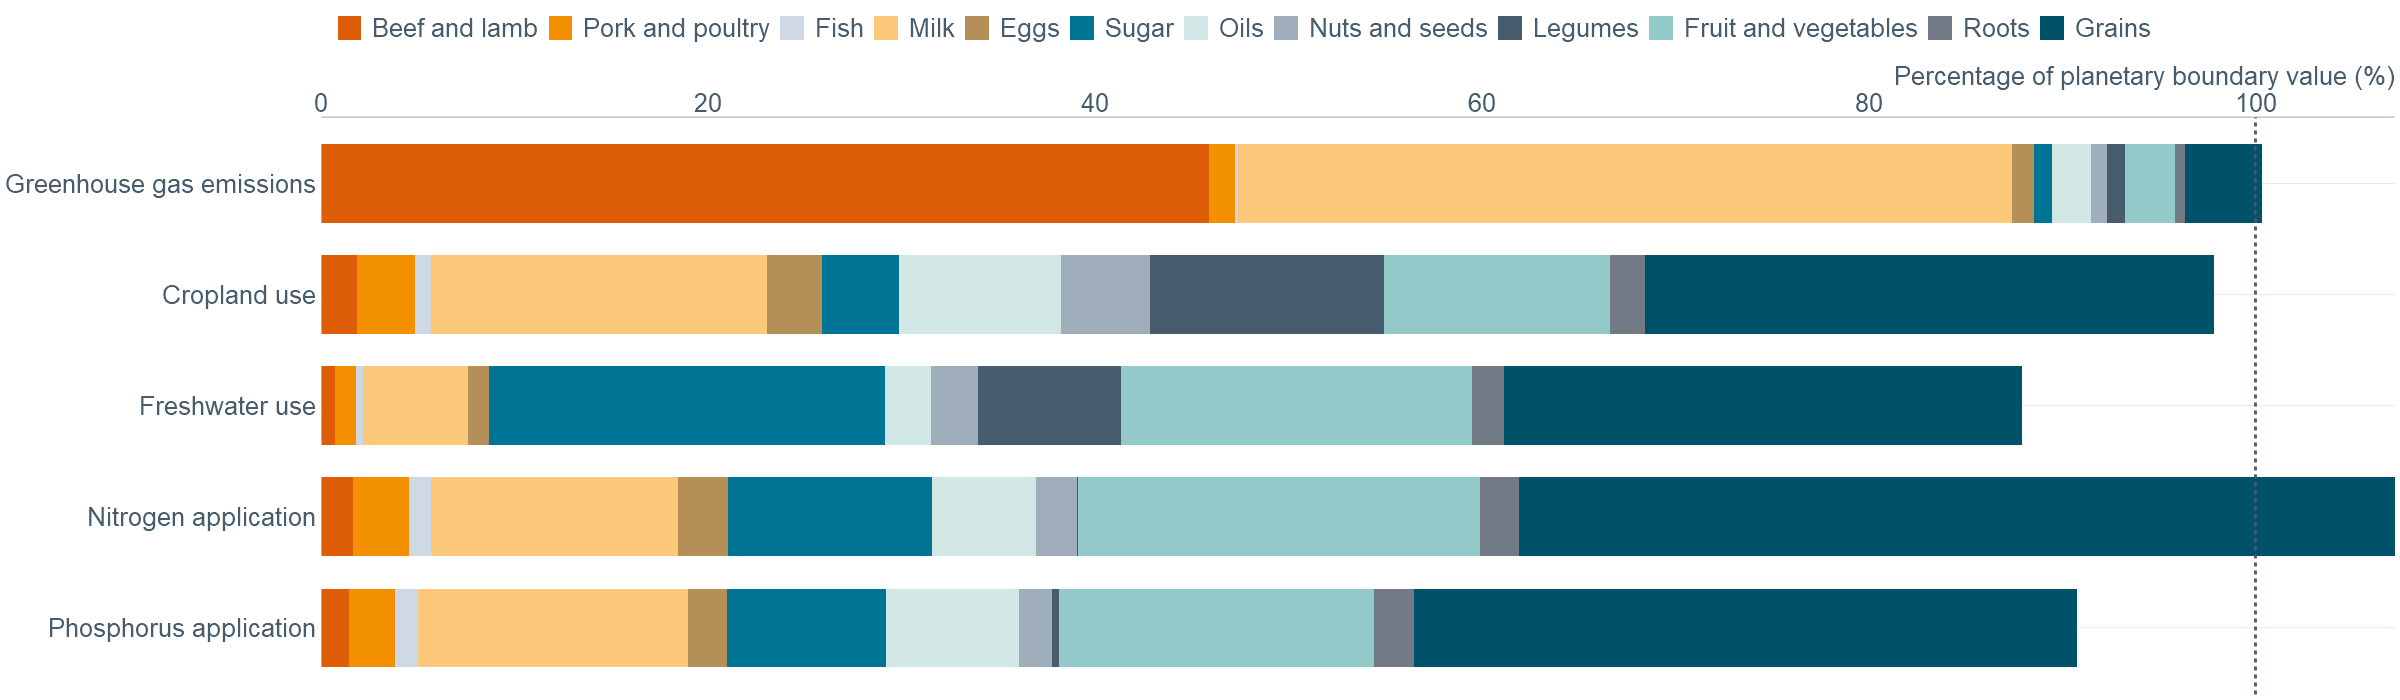 Beef and lamb Pork and poultry Fish Milk Eggs Sugar Oils Nuts and seeds Legumes Fruit and vegetables Roots Grains
Percentage of planetary boundary value (%)
0 20 40 60 80 100
Greenhouse gas emissions
Cropland use
Freshwater use
Nitrogen application
Phosphorus application